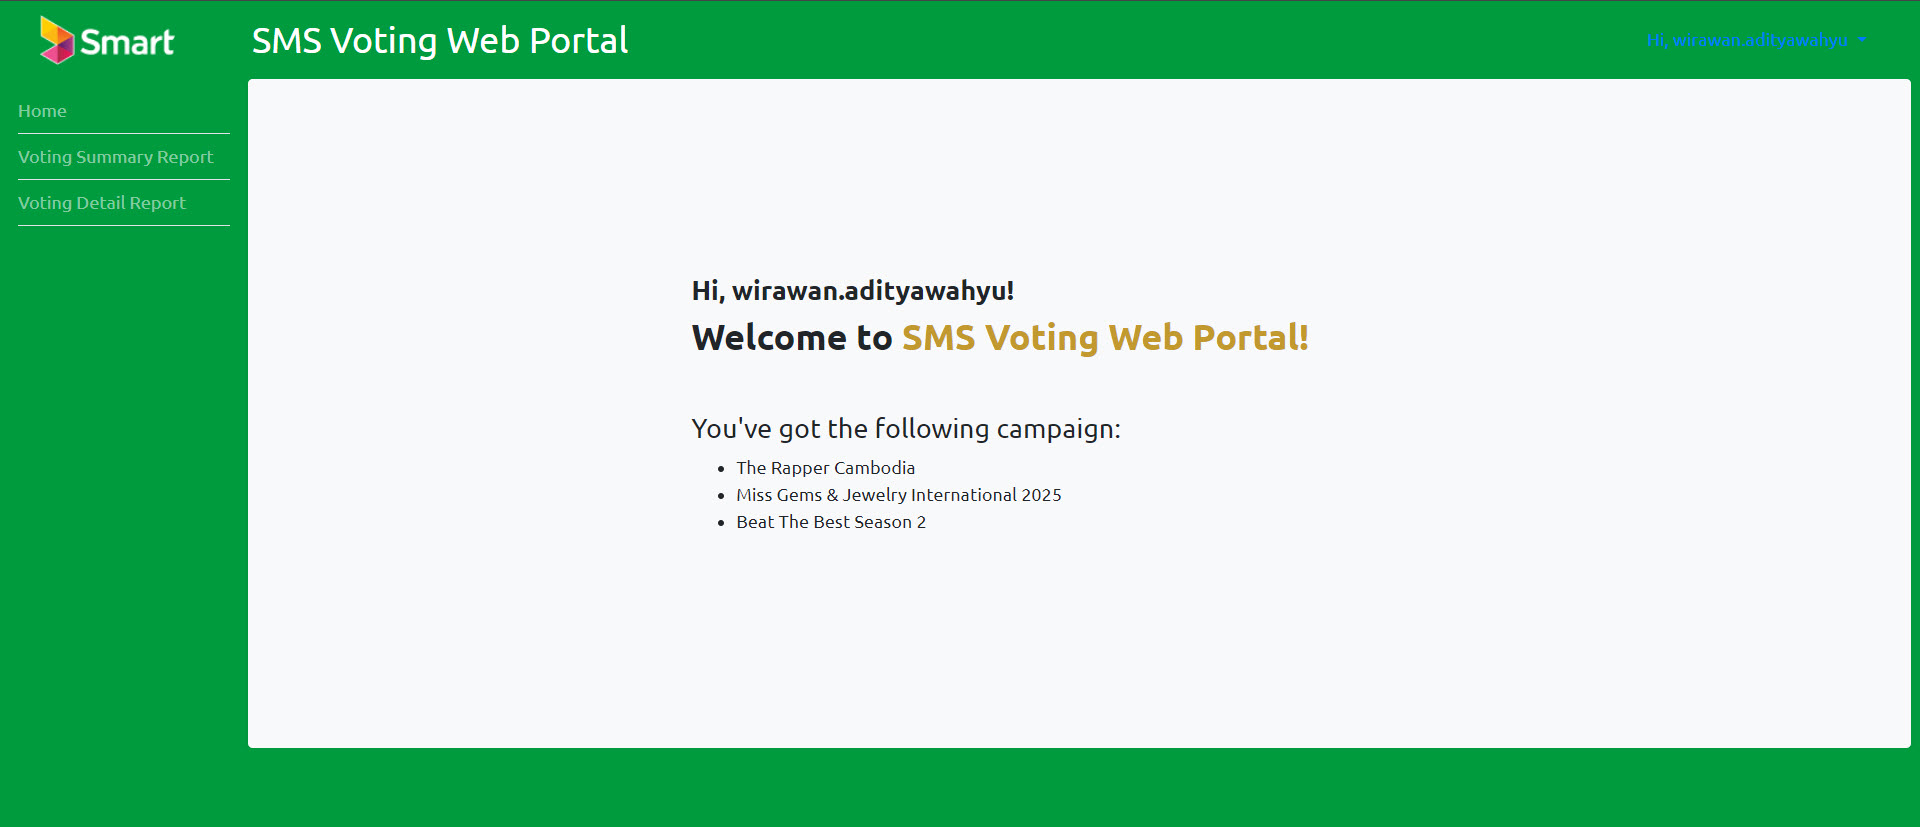 Smart
SMS Voting Web Portal
Hi, wirawan.adityawahyu
Home
Voting Summary Report
Voting Detail Report
Hi, wirawan.adityawahyu!
Welcome to SMS Voting Web Portal!
You've got the following campaign:
The Rapper Cambodia
Miss Gems & Jewelry International 2025
Beat The Best Season 2